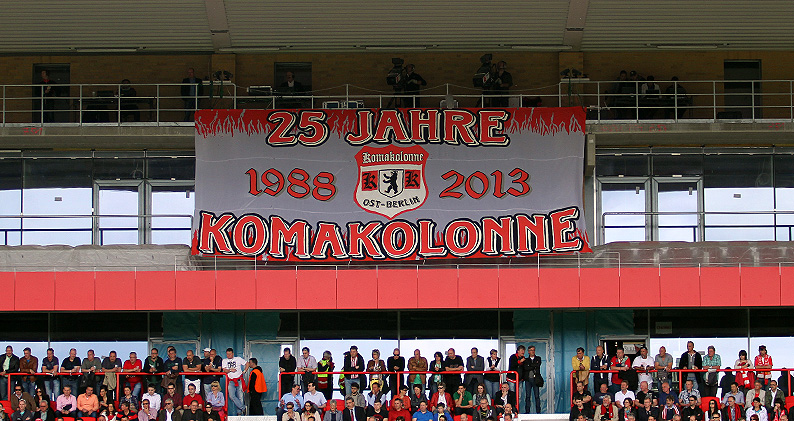 25 JAHRE
1988
Komakolonne
K K
OST-BERLIN
2013
KOMAKOLONNE